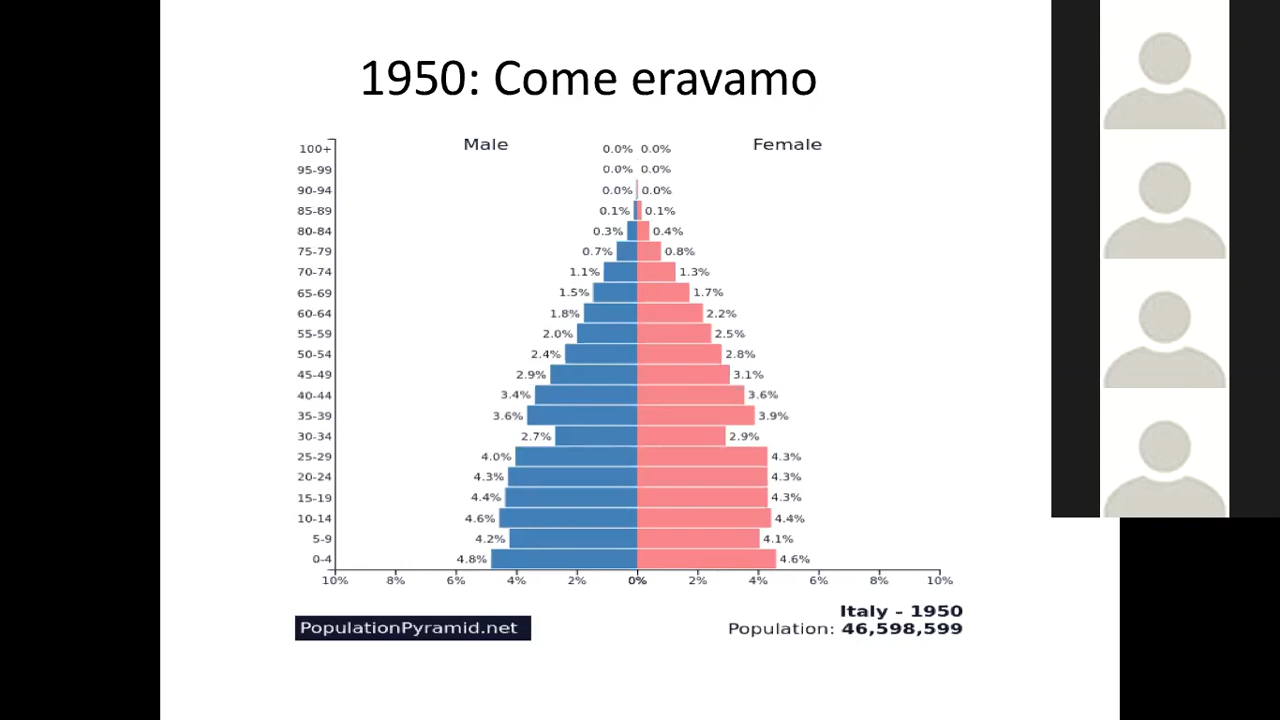 1950: Come eravamo
Male Female
100+ 0.0% 0.0%
95-99 0.0% 0.0%
90-94 0.0% 0.0%
85-89 0.1% 0.1%
80-84 0.3% 0.4%
75-79 0.7% 0.8%
70-74 1.1% 1.3%
65-69 1.5% 1.7%
60-64 1.8% 2.2%
55-59 2.0% 2.5%
50-54 2.4% 2.8%
45-49 2.9% 3.1%
40-44 3.4% 3.6%
35-39 3.6% 3.9%
30-34 2.7% 2.9%
25-29 4.0% 4.3%
20-24 4.3% 4.3%
15-19 4.4% 4.3%
10-14 4.6% 4.4%
5-9 4.2% 4.1%
0-4 4.8% 4.6%
10% 8% 6% 4% 2% 0% 2% 4% 6% 8% 10%
Italy - 1950
PopulationPyramid.net Population: 46,598,599